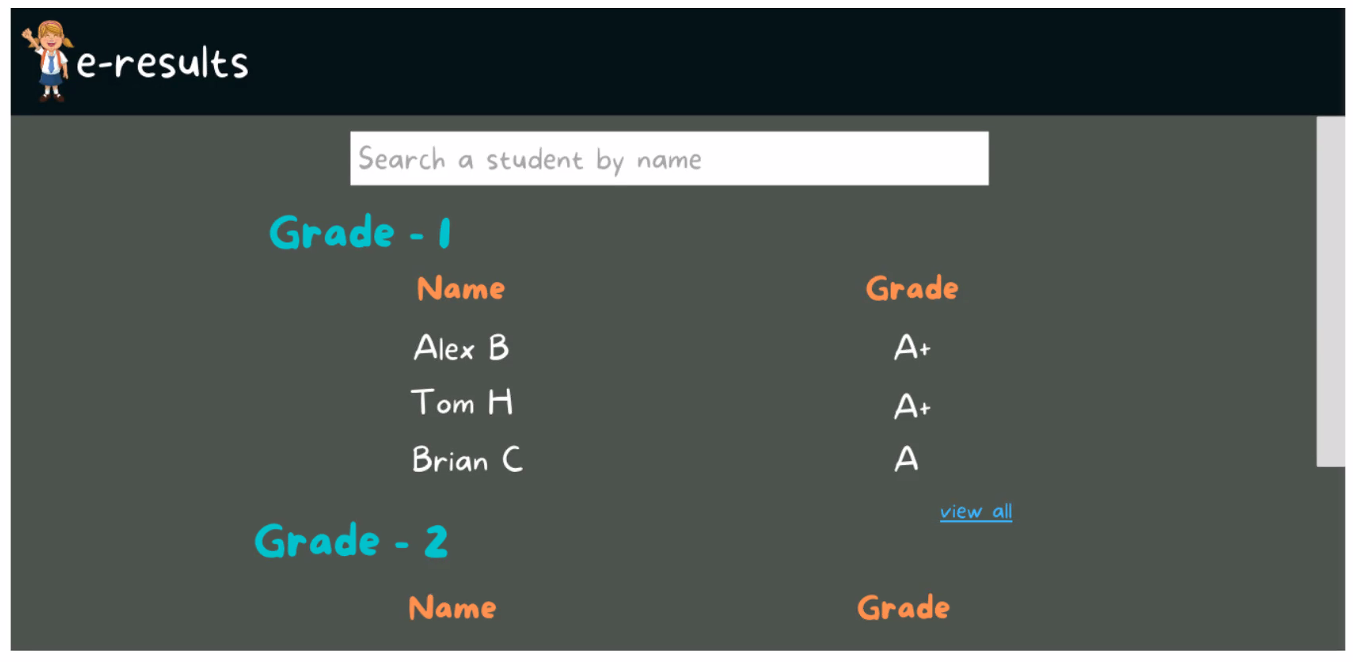 e-results
Search a student by name
Grade - 1
Name Grade
Alex B A+
Tom H A+
Brian C A
view all
Grade - 2
Name Grade